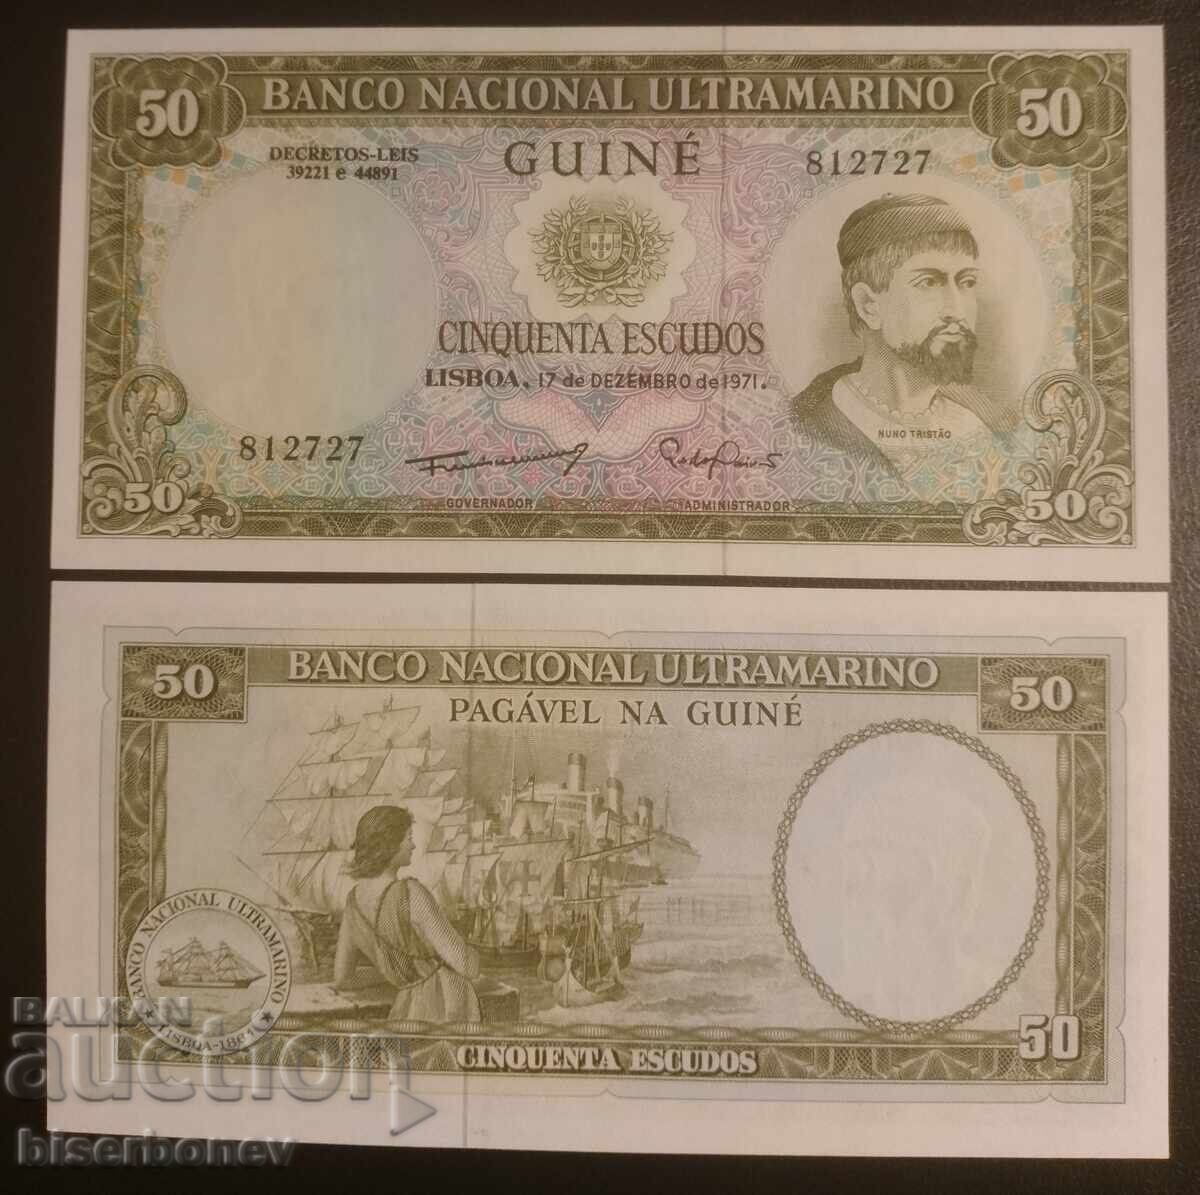 50 BANCO NACIONAL ULTRAMARINO 50
DECRETOS-LEIS
39221 e 44891
GUINÉ
812727
CINQUENTA ESCUDOS
LISBOA, 17 de DEZEMBRO de 1971.
NUNO TRISTÃO
812727
GOVERNADOR
ADMINISTRADOR
50
50
50 BANCO NACIONAL ULTRAMARINO 50
PAGÁVEL NA GUINÉ
BANCO NACIONAL ULTRAMARINO
LISBOA-1864
CINQUENTA ESCUDOS
50
BALKAN
auction
biserbonev